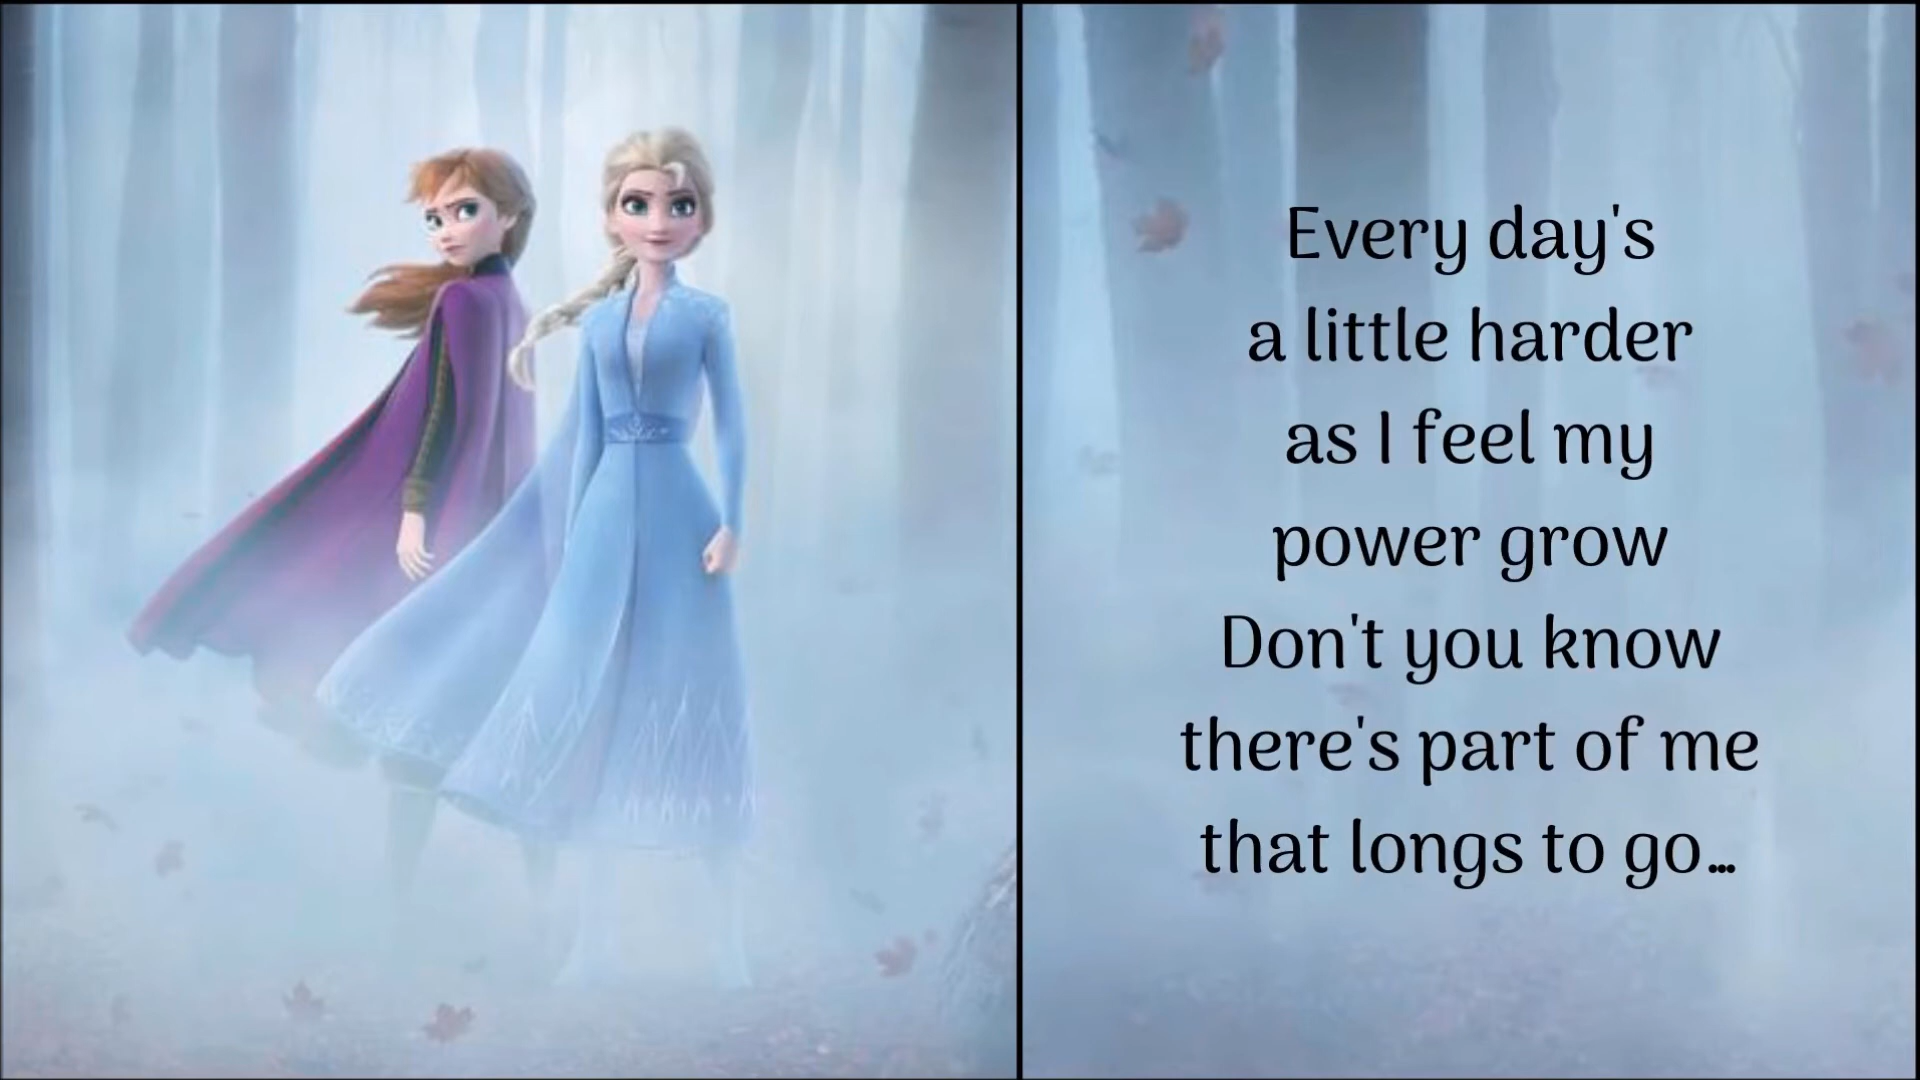 Every day's
a little harder
as I feel my
power grow
Don't you know
there's part of me
that longs to go...